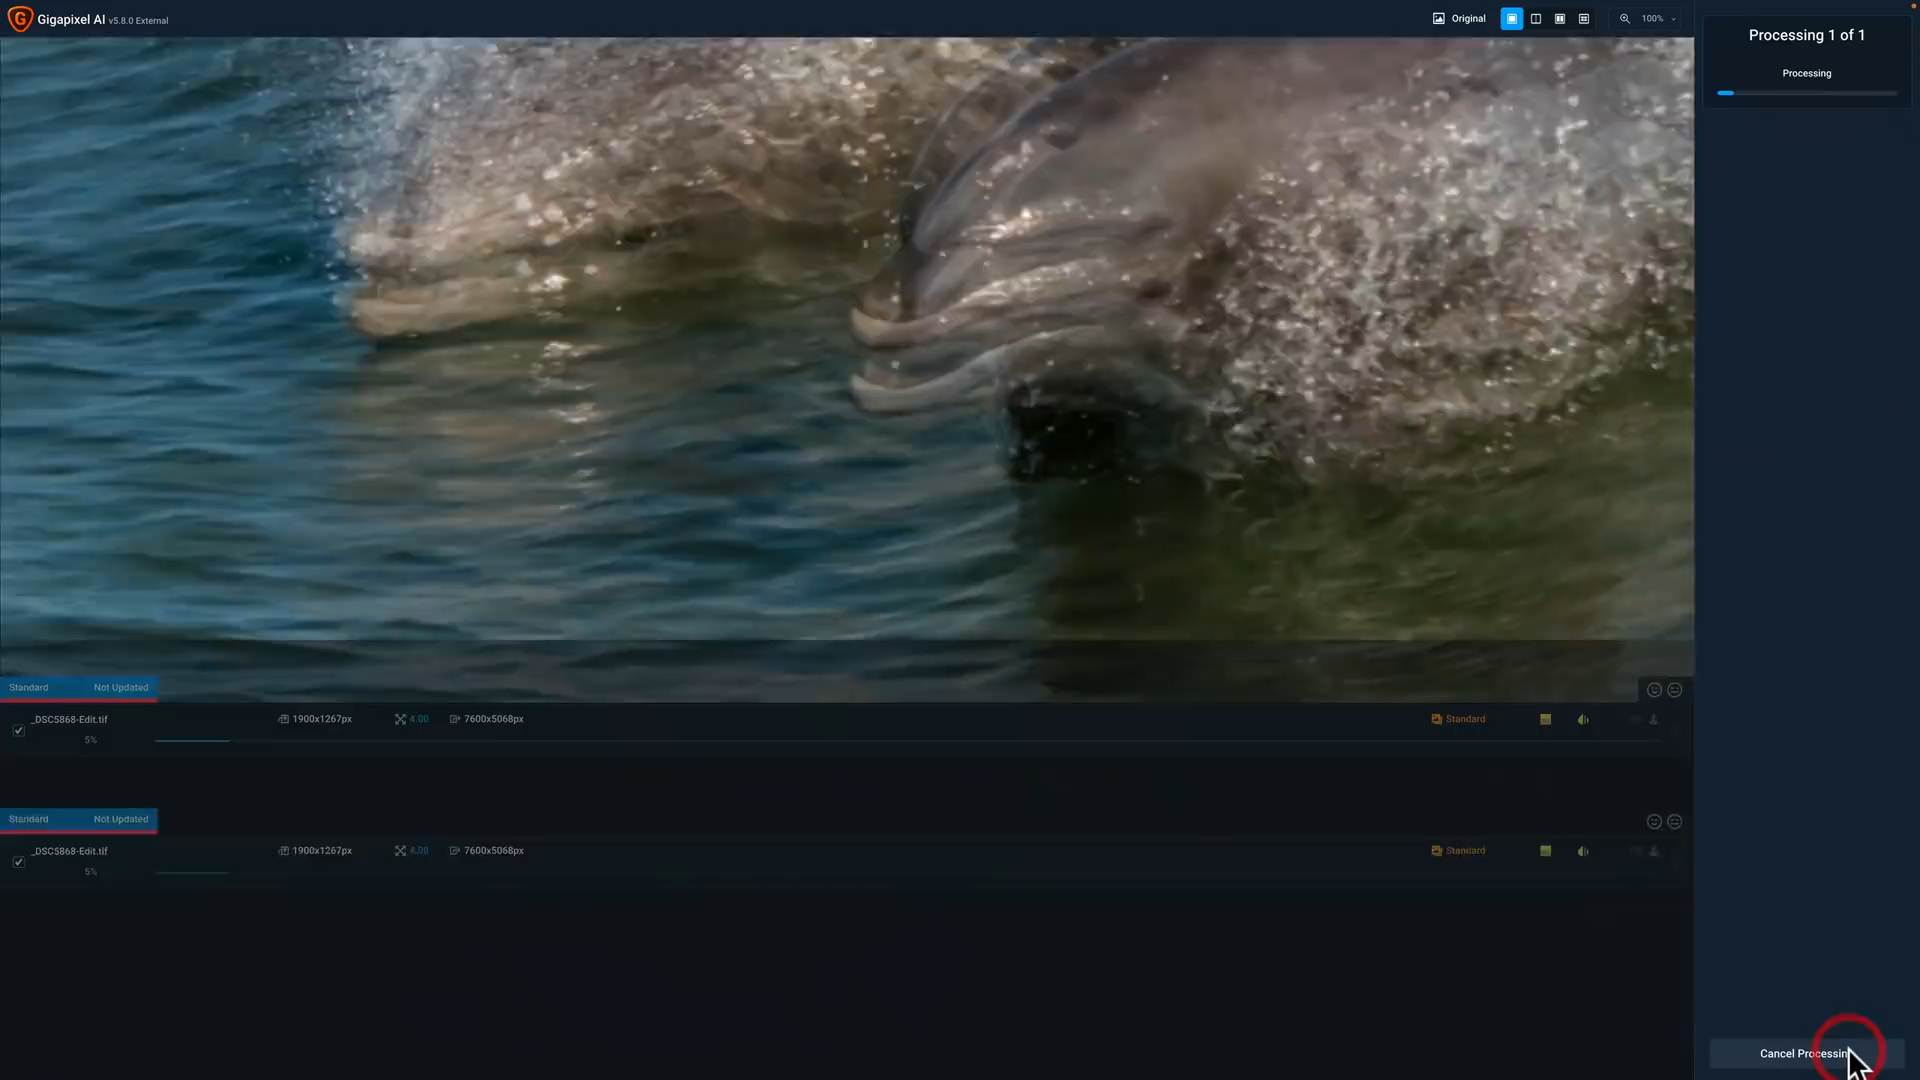 Gigapixel AI v5.8.0 External
Original
100%
Processing 1 of 1
Processing
Standard Not Updated
_DSC5868-Edit.tif 1900x1267px 4.00 7600x5068px Standard
5%
Standard Not Updated
_DSC5868-Edit.tif 1900x1267px 4.00 7600x5068px Standard
5%
Cancel Processing